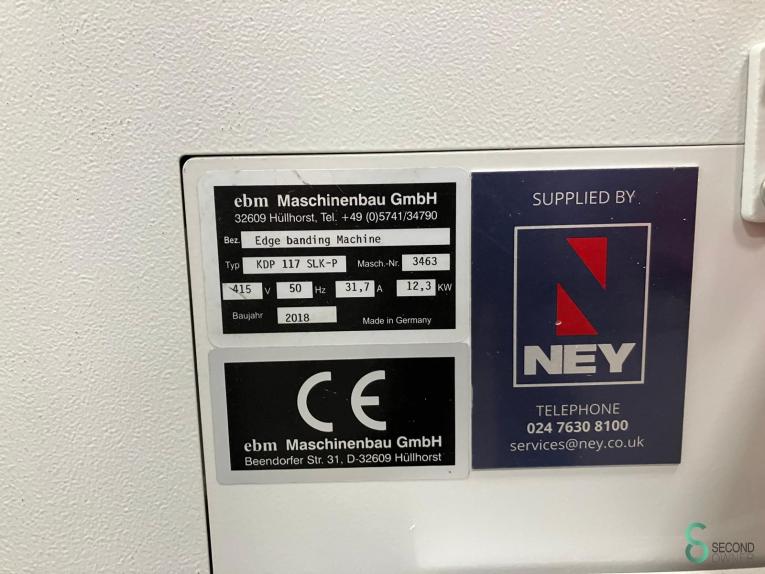 ebm Maschinenbau GmbH
32609 Hüllhorst, Tel. +49 (0)5741/34790
Bez. Edge banding Machine
Typ KDP 117 SLK-P Masch.-Nr. 3463
415 V 50 Hz 31,7 A 12,3 KW
Baujahr 2018 Made in Germany
CE
ebm Maschinenbau GmbH
Beendorfer Str. 31, D-32609 Hüllhorst
SUPPLIED BY
NEY
TELEPHONE
024 7630 8100
services@ney.co.uk
SECOND
OWNER